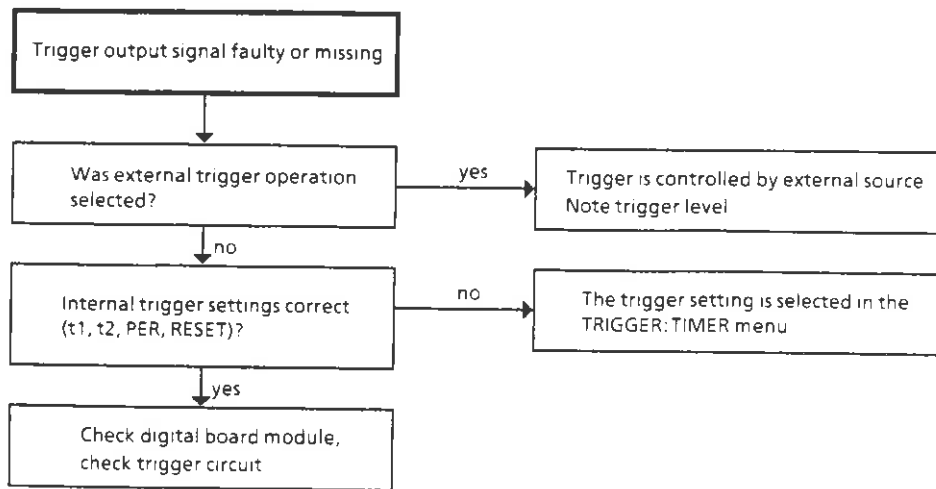 Trigger output signal faulty or missing
Was external trigger operation
selected?
yes
Trigger is controlled by external source
Note trigger level
no
Internal trigger settings correct
(t1, t2, PER, RESET)?
no
The trigger setting is selected in the
TRIGGER: TIMER menu
yes
Check digital board module,
check trigger circuit